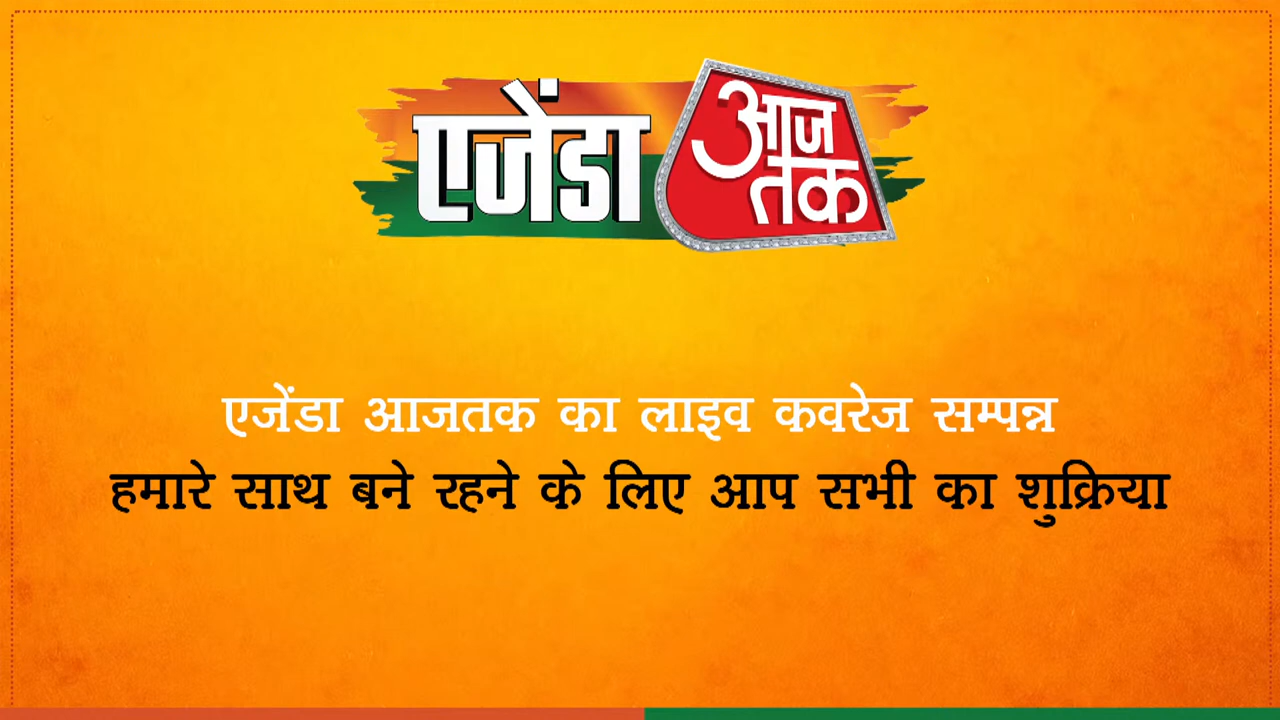 एजेंडा आज तक
एजेंडा आजतक का लाइव कवरेज सम्पन्न
हमारे साथ बने रहने के लिए आप सभी का शुक्रिया